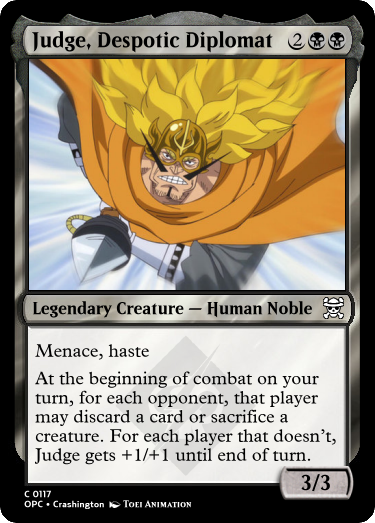 Judge, Despotic Diplomat 2
Legendary Creature — Human Noble
Menace, haste
At the beginning of combat on your
turn, for each opponent, that player
may discard a card or sacrifice a
creature. For each player that doesn't,
Judge gets +1/+1 until end of turn.
3/3
C 0117
OPC • Crashington Toei Animation